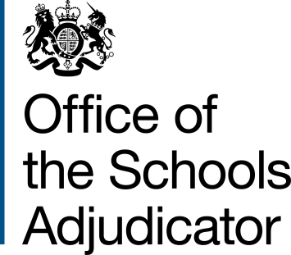 Office of
the Schools
Adjudicator